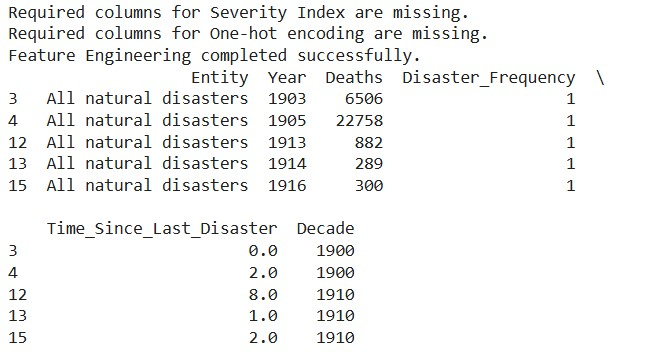 Required columns for Severity Index are missing.
Required columns for One-hot encoding are missing.
Feature Engineering completed successfully.
                   Entity  Year  Deaths  Disaster_Frequency  \
3   All natural disasters  1903    6506                   1
4   All natural disasters  1905   22758                   1
12  All natural disasters  1913     882                   1
13  All natural disasters  1914     289                   1
15  All natural disasters  1916     300                   1

    Time_Since_Last_Disaster  Decade
3                        0.0    1900
4                        2.0    1900
12                       8.0    1910
13                       1.0    1910
15                       2.0    1910